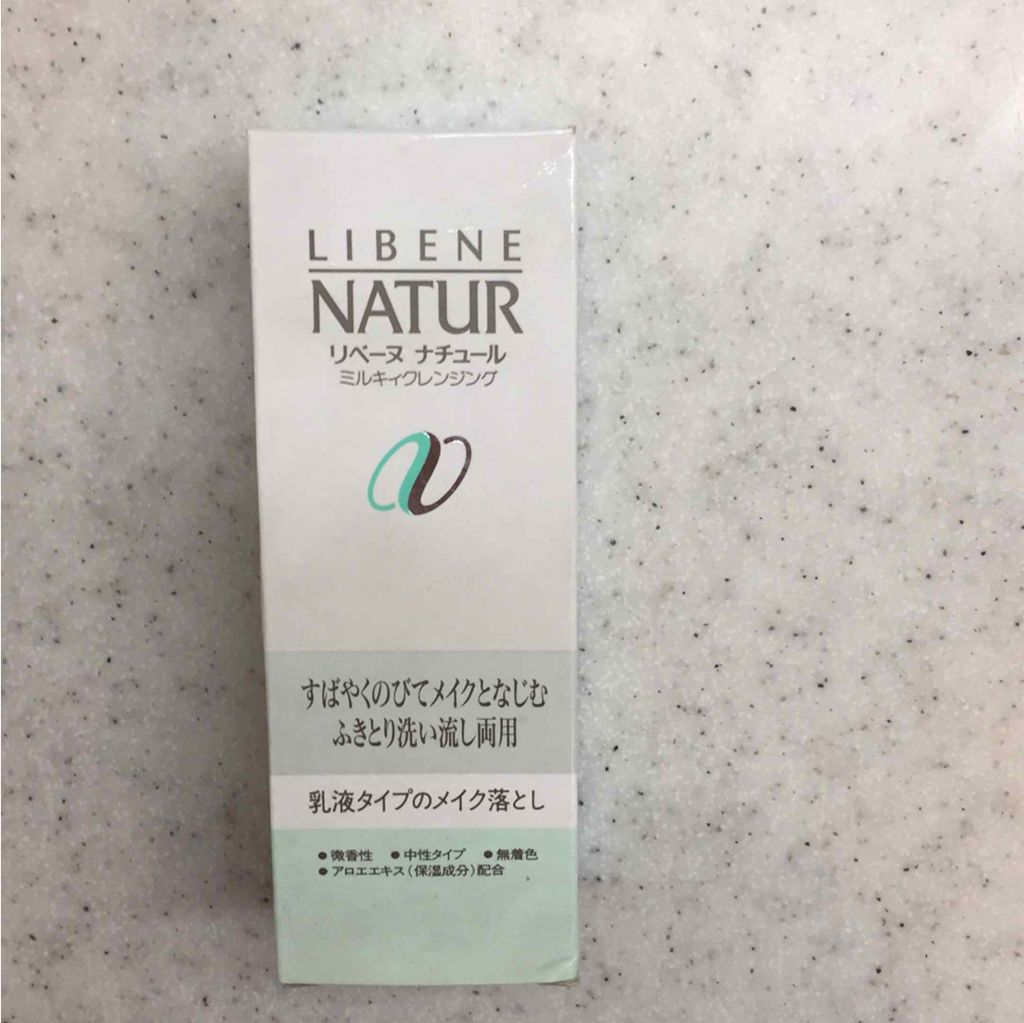 LIBENE
NATUR
リベーヌ ナチュール
ミルキィクレンジング
すばやくのびてメイクとなじむ
ふきとり洗い流し両用
乳液タイプのメイク落とし
●微香性 ●中性タイプ ●無着色
●アロエエキス(保湿成分)配合